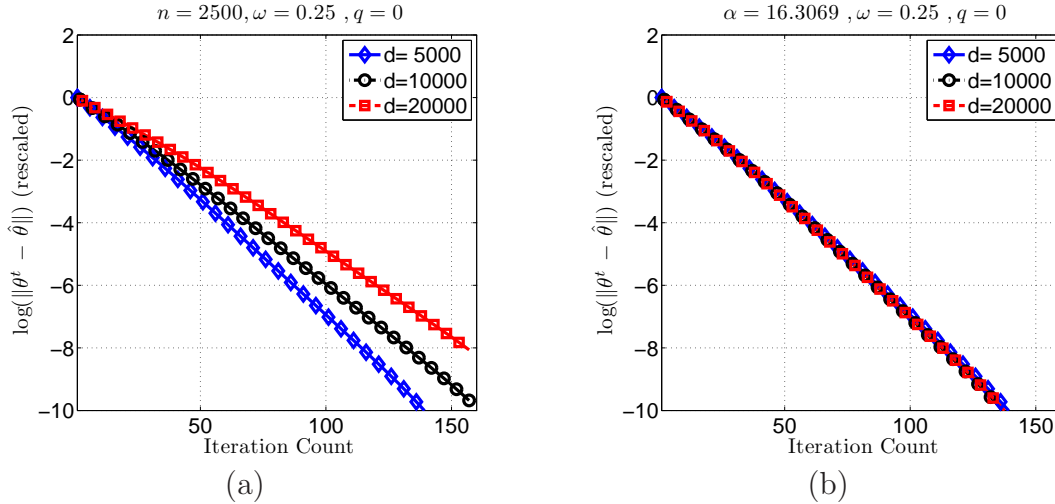 n = 2500, ω = 0.25 , q = 0
2
0
−2
−4
−6
−8
−10
log(||θ^t − θ̂||) (rescaled)
d= 5000
d=10000
d=20000
50
100
150
Iteration Count
(a)
α = 16.3069 , ω = 0.25 , q = 0
2
0
−2
−4
−6
−8
−10
log(||θ^t − θ̂||) (rescaled)
d= 5000
d=10000
d=20000
50
100
150
Iteration Count
(b)